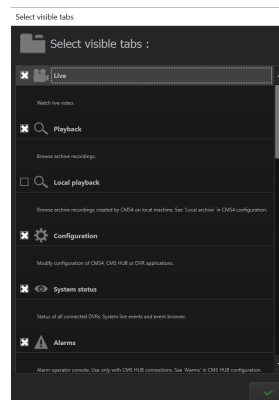 Select visible tabs
Select visible tabs :
Live
Watch live video.
Playback
Browse archive recordings.
Local playback
Browse archive recordings created by CMS4 on local machine. See 'Local archive' in CMS4 configuration.
Configuration
Modify configuration of CMS4, CMS HUB or DVR applications.
System status
Status of all connected DVRs. System live events and event browser.
Alarms
Alarm operator console. Use only with CMS HUB connections. See 'Alarms' in CMS HUB configuration.